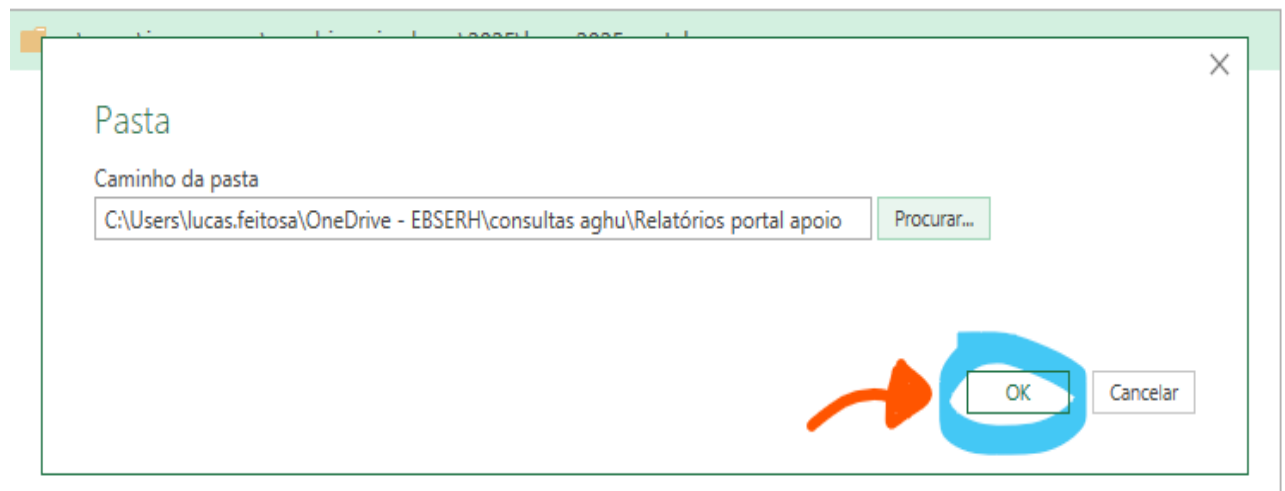 Pasta
Caminho da pasta
C:\Users\lucas.feitosa\OneDrive - EBSERH\consultas aghu\Relatórios portal apoio
Procurar...
OK
Cancelar